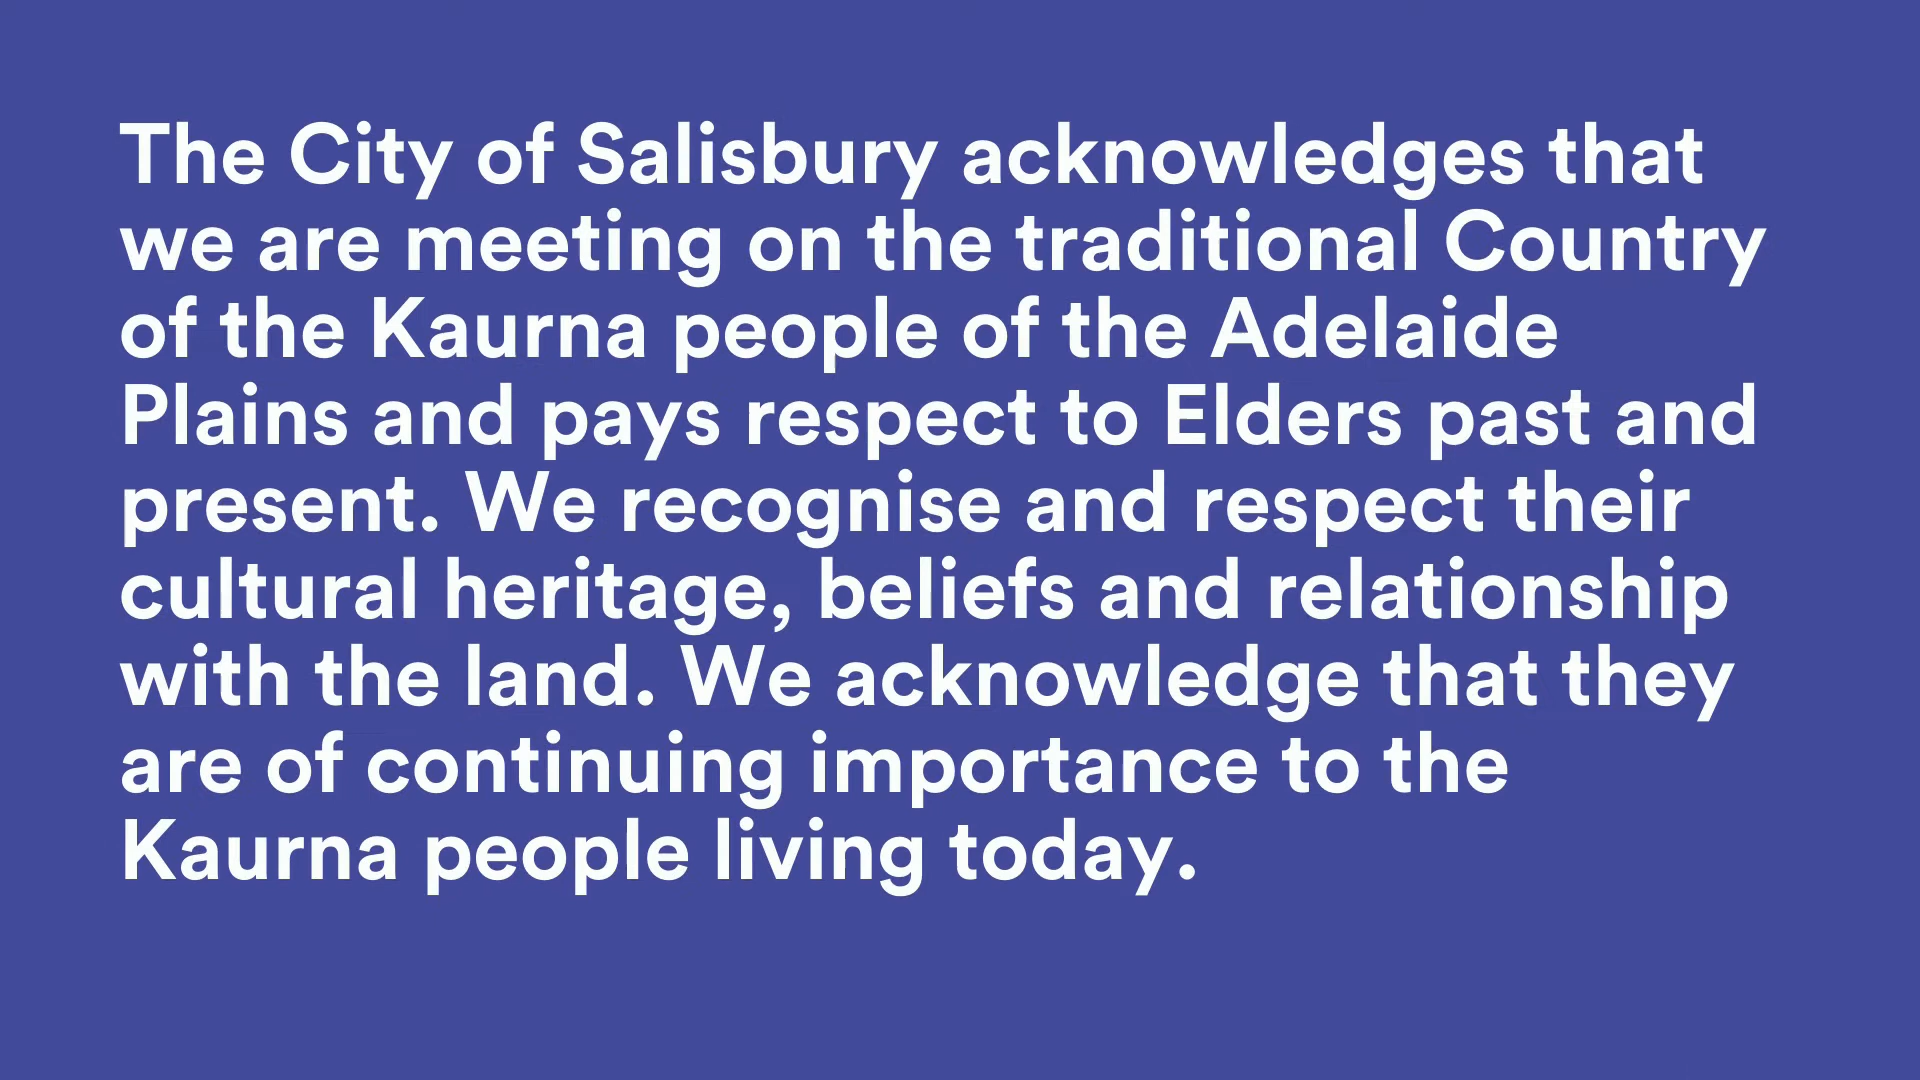 The City of Salisbury acknowledges that
we are meeting on the traditional Country
of the Kaurna people of the Adelaide
Plains and pays respect to Elders past and
present. We recognise and respect their
cultural heritage, beliefs and relationship
with the land. We acknowledge that they
are of continuing importance to the
Kaurna people living today.